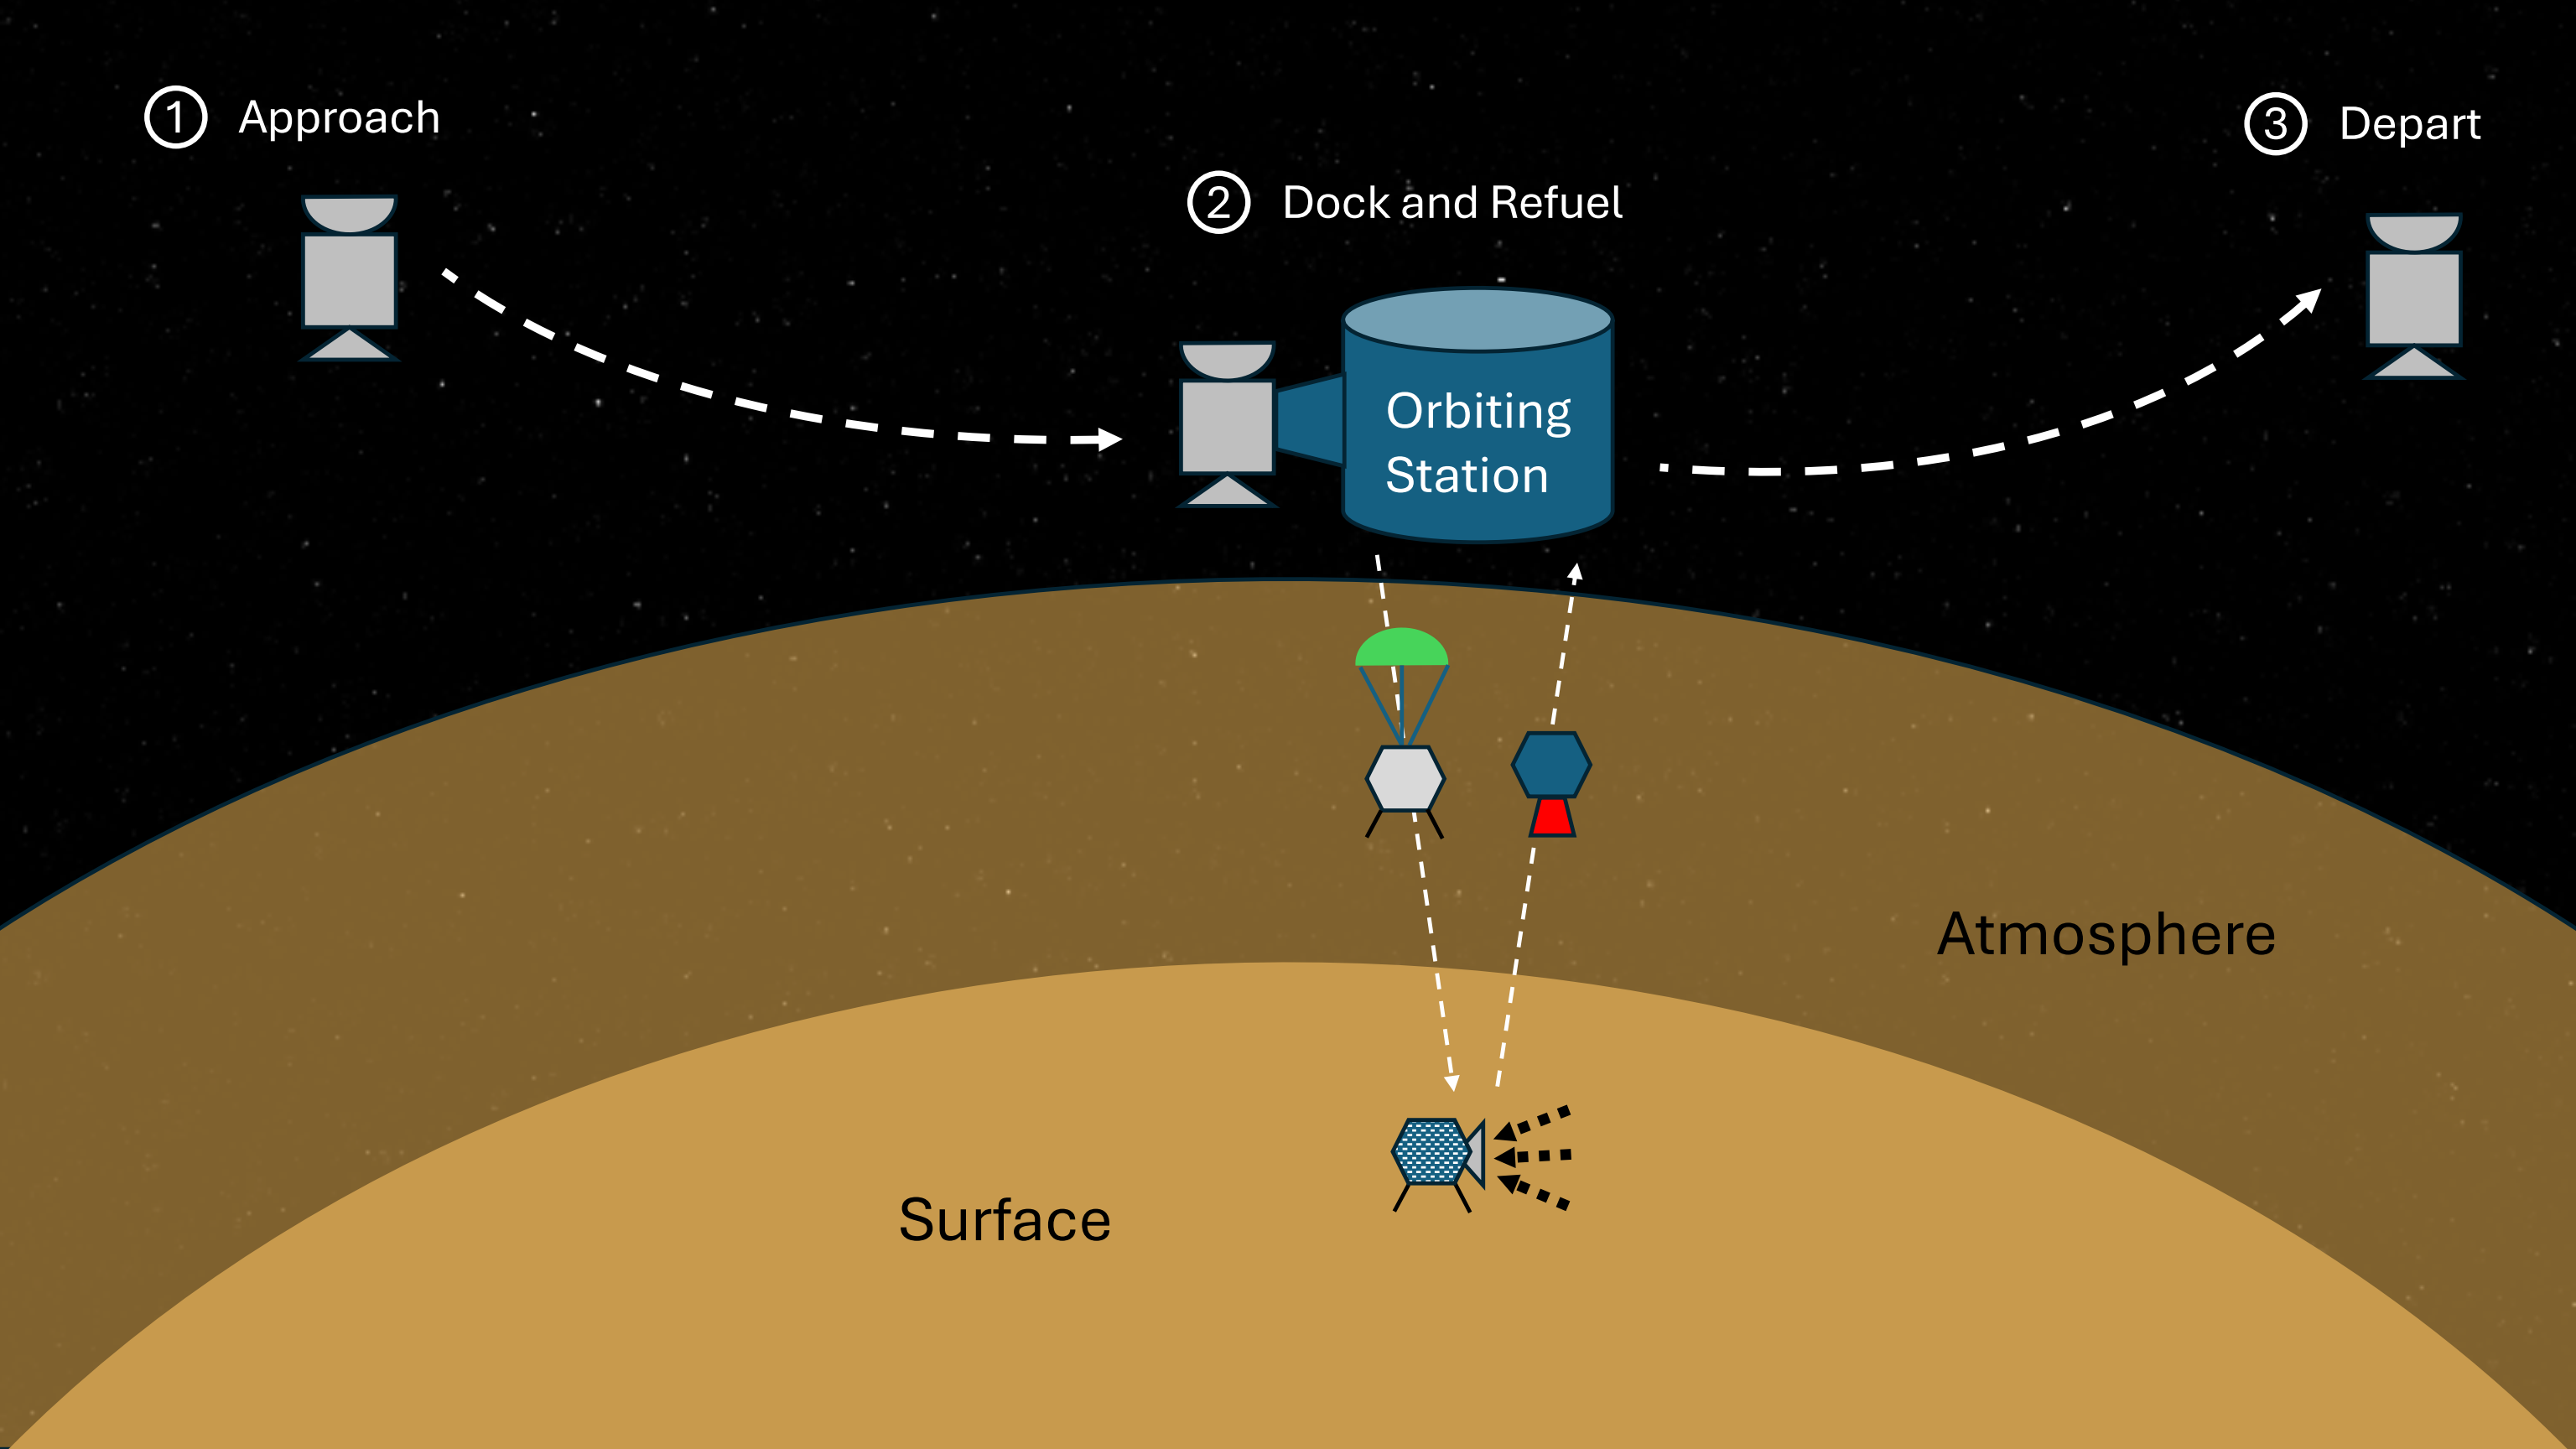 ① Approach
③ Depart
② Dock and Refuel
Orbiting
Station
Atmosphere
Surface